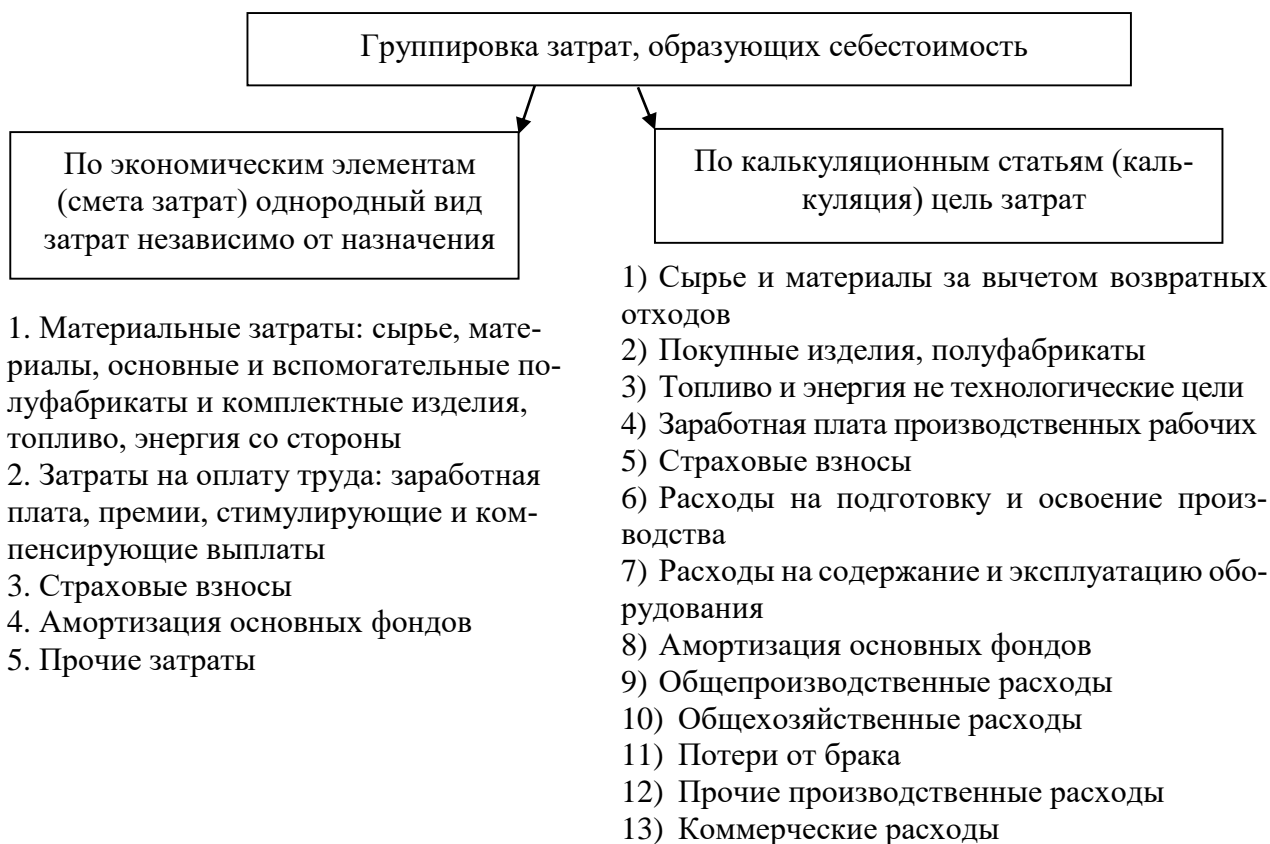 Группировка затрат, образующих себестоимость
По экономическим элементам
(смета затрат) однородный вид
затрат независимо от назначения
1. Материальные затраты: сырье, мате-
риалы, основные и вспомогательные по-
луфабрикаты и комплектные изделия,
топливо, энергия со стороны
2. Затраты на оплату труда: заработная
плата, премии, стимулирующие и ком-
пенсирующие выплаты
3. Страховые взносы
4. Амортизация основных фондов
5. Прочие затраты
По калькуляционным статьям (каль-
куляция) цель затрат
1) Сырье и материалы за вычетом возвратных
отходов
2) Покупные изделия, полуфабрикаты
3) Топливо и энергия не технологические цели
4) Заработная плата производственных рабочих
5) Страховые взносы
6) Расходы на подготовку и освоение произ-
водства
7) Расходы на содержание и эксплуатацию обо-
рудования
8) Амортизация основных фондов
9) Общепроизводственные расходы
10) Общехозяйственные расходы
11) Потери от брака
12) Прочие производственные расходы
13) Коммерческие расходы